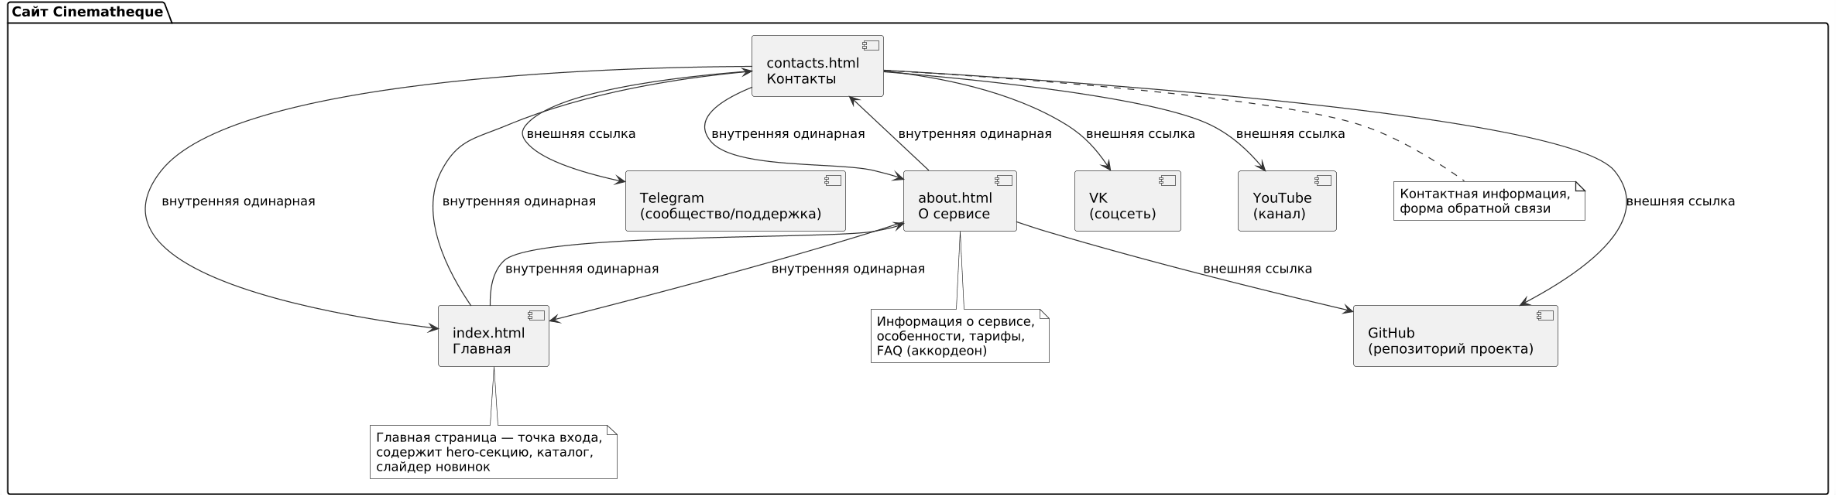 Сайт Cinematheque
contacts.html
Контакты
внешняя ссылка
внутренняя одинарная
внутренняя одинарная
внешняя ссылка
внешняя ссылка
внутренняя одинарная
внутренняя одинарная
Telegram
(сообщество/поддержка)
about.html
О сервисе
VK
(соцсеть)
YouTube
(канал)
Контактная информация,
форма обратной связи
внешняя ссылка
внутренняя одинарная
внутренняя одинарная
внешняя ссылка
index.html
Главная
Информация о сервисе,
особенности, тарифы,
FAQ (аккордеон)
GitHub
(репозиторий проекта)
Главная страница — точка входа,
содержит hero-секцию, каталог,
слайдер новинок